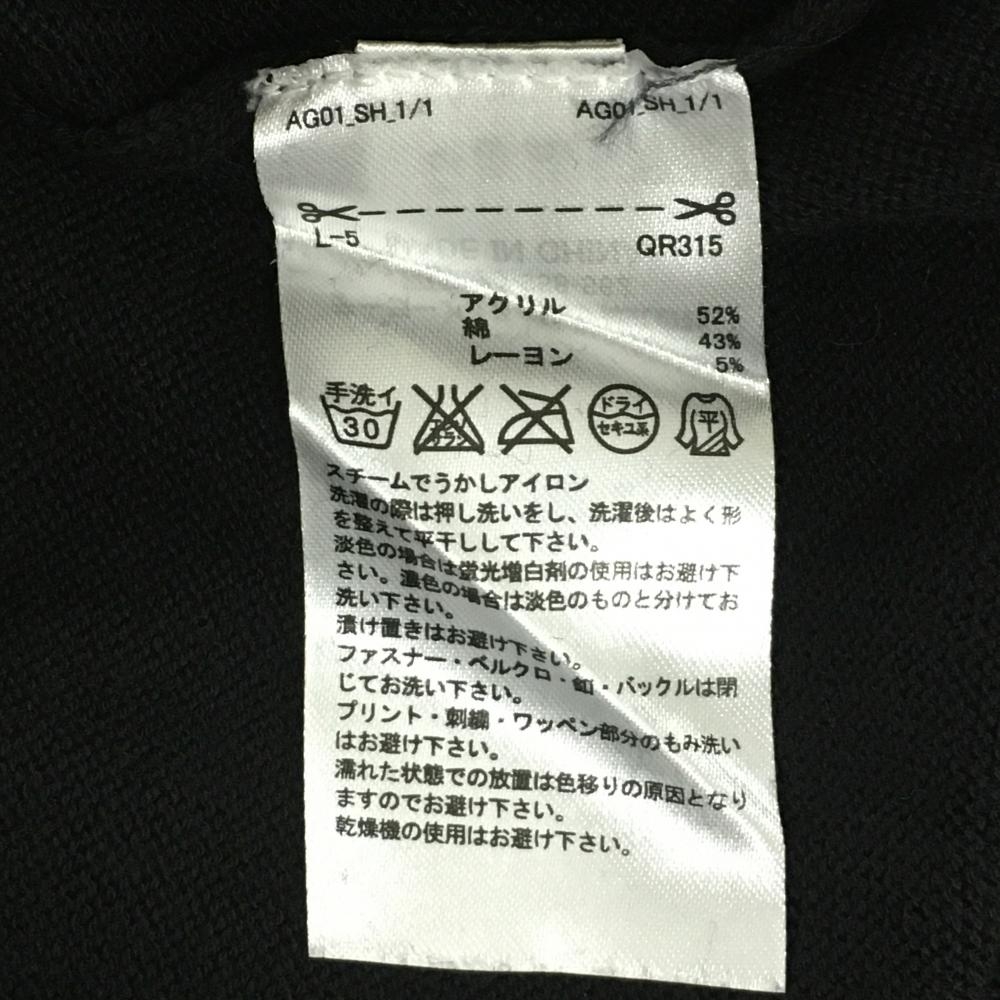 AG01_SH_1/1 AG01_SH_1/1
L-5 QR315
アクリル 52%
綿 43%
レーヨン 5%
手洗イ
30
ドライ
セキユ系
平
スチームでうかしアイロン
洗濯の際は押し洗いをし、洗濯後はよく形
を整えて平干しして下さい。
淡色の場合は蛍光増白剤の使用はお避け下
さい。濃色の場合は淡色のものと分けてお
洗い下さい。
漬け置きはお避け下さい。
ファスナー・ベルクロ・釦・バックルは閉
じてお洗い下さい。
プリント・刺繍・ワッペン部分のもみ洗い
はお避け下さい。
濡れた状態での放置は色移りの原因となり
ますのでお避け下さい。
乾燥機の使用はお避け下さい。